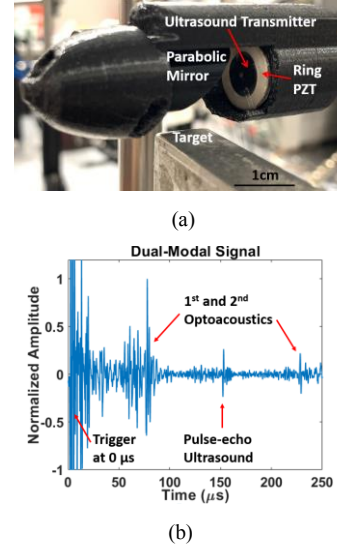 Ultrasound Transmitter
Parabolic
Mirror
Ring
PZT
Target
1cm
(a)
Dual-Modal Signal
Normalized Amplitude
1
0.5
0
-0.5
-1
1st and 2nd
Optoacoustics
Trigger
at 0 µs
Pulse-echo
Ultrasound
0 50 100 150 200 250
Time (µs)
(b)